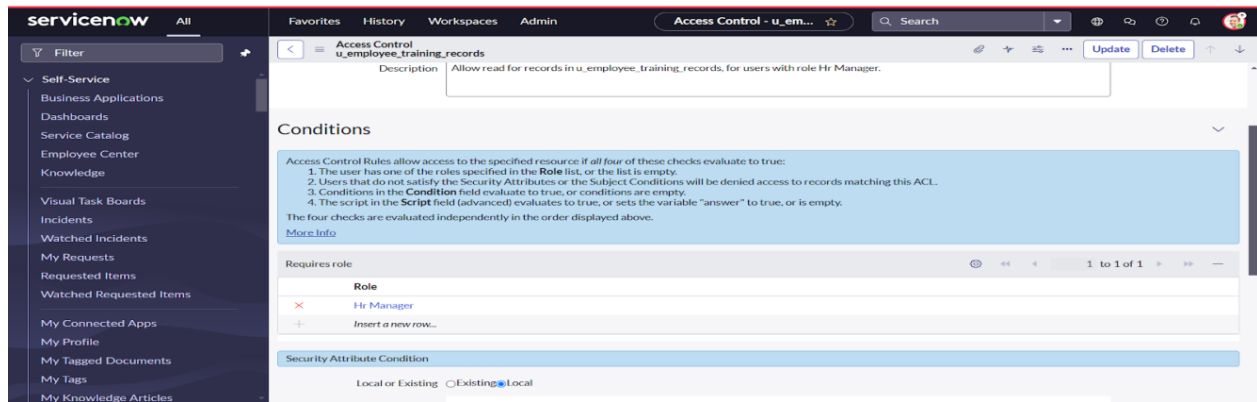 servicenow All Favorites History Workspaces Admin Access Control - u_em... Search
Filter
Self-Service
Business Applications
Dashboards
Service Catalog
Employee Center
Knowledge
Visual Task Boards
Incidents
Watched Incidents
My Requests
Requested Items
Watched Requested Items
My Connected Apps
My Profile
My Tagged Documents
My Tags
My Knowledge Articles
Access Control
u_employee_training_records
Update Delete
Description Allow read for records in u_employee_training_records, for users with role Hr Manager.
Conditions
Access Control Rules allow access to the specified resource if all four of these checks evaluate to true:
1. The user has one of the roles specified in the Role list, or the list is empty.
2. Users that do not satisfy the Security Attributes or the Subject Conditions will be denied access to records matching this ACL.
3. Conditions in the Condition field evaluate to true, or conditions are empty.
4. The script in the Script field (advanced) evaluates to true, or sets the variable "answer" to true, or is empty.
The four checks are evaluated independently in the order displayed above.
More Info
Requires role 1 to 1 of 1
Role
Hr Manager
Insert a new row...
Security Attribute Condition
Local or Existing Existing Local